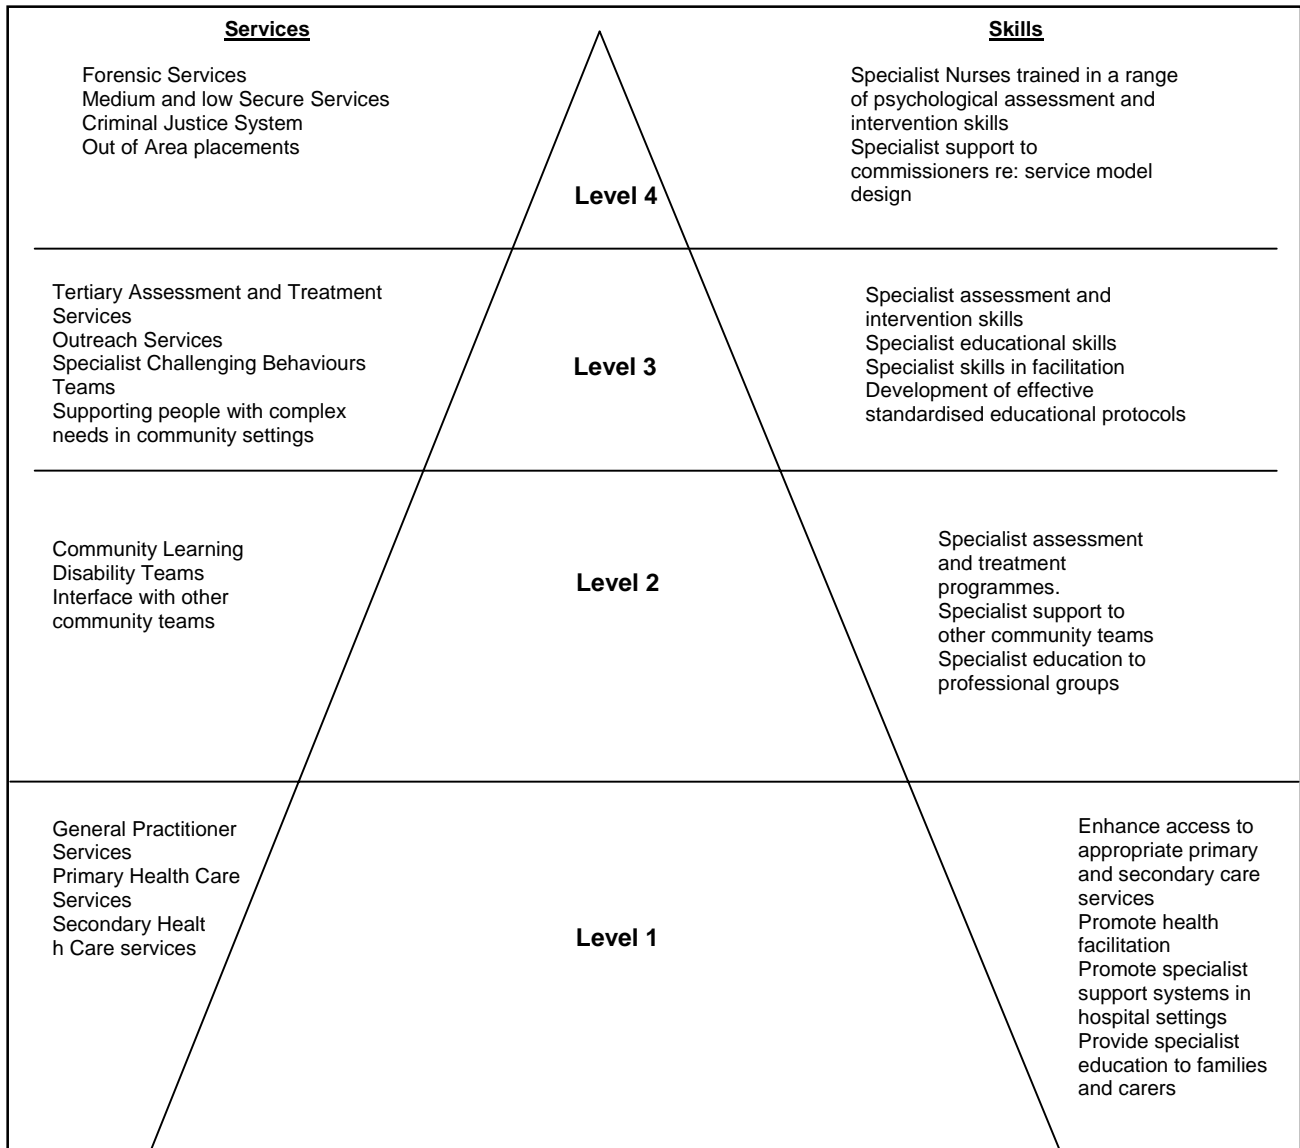 Services
Skills
Forensic Services
Medium and low Secure Services
Criminal Justice System
Out of Area placements
Level 4
Specialist Nurses trained in a range
of psychological assessment and
intervention skills
Specialist support to
commissioners re: service model
design
Tertiary Assessment and Treatment
Services
Outreach Services
Specialist Challenging Behaviours
Teams
Supporting people with complex
needs in community settings
Level 3
Specialist assessment and
intervention skills
Specialist educational skills
Specialist skills in facilitation
Development of effective
standardised educational protocols
Community Learning
Disability Teams
Interface with other
community teams
Level 2
Specialist assessment
and treatment
programmes.
Specialist support to
other community teams
Specialist education to
professional groups
General Practitioner
Services
Primary Health Care
Services
Secondary Healt
h Care services
Level 1
Enhance access to
appropriate primary
and secondary care
services
Promote health
facilitation
Promote specialist
support systems in
hospital settings
Provide specialist
education to families
and carers